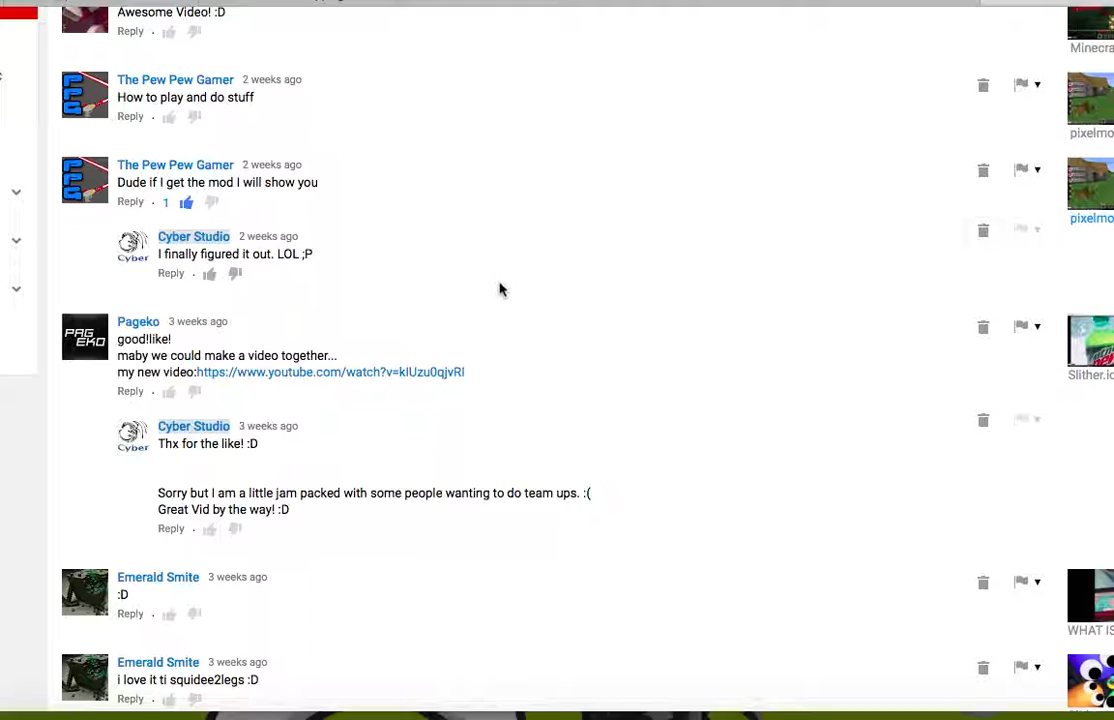 Awesome Video! :D
Reply ·
The Pew Pew Gamer 2 weeks ago
How to play and do stuff
Reply ·
The Pew Pew Gamer 2 weeks ago
Dude if I get the mod I will show you
Reply · 1
Cyber Studio 2 weeks ago
I finally figured it out. LOL ;P
Reply ·
Cyber
Pageko 3 weeks ago
good!like!
maby we could make a video together...
my new video:https://www.youtube.com/watch?v=kIUzu0qjvRI
Reply ·
PAG
EKO
Cyber Studio 3 weeks ago
Thx for the like! :D
Cyber
Sorry but I am a little jam packed with some people wanting to do team ups. :(
Great Vid by the way! :D
Reply ·
Emerald Smite 3 weeks ago
:D
Reply ·
Emerald Smite 3 weeks ago
i love it ti squidee2legs :D
Reply ·
Minecra
pixelmo
pixelmo
Slither.io
WHAT IS